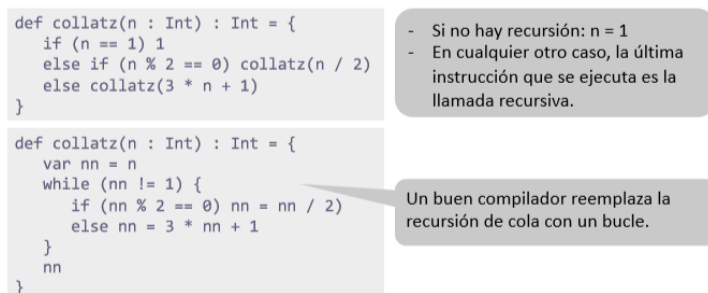 def collatz(n : Int) : Int = {
if (n == 1) 1
else if (n % 2 == 0) collatz(n / 2)
else collatz(3 * n + 1)
}
- Si no hay recursión: n = 1
- En cualquier otro caso, la última
instrucción que se ejecuta es la
llamada recursiva.
def collatz(n : Int) : Int = {
var nn = n
while (nn != 1) {
if (nn % 2 == 0) nn = nn / 2)
else nn = 3 * nn + 1
}
nn
}
Un buen compilador reemplaza la
recursión de cola con un bucle.